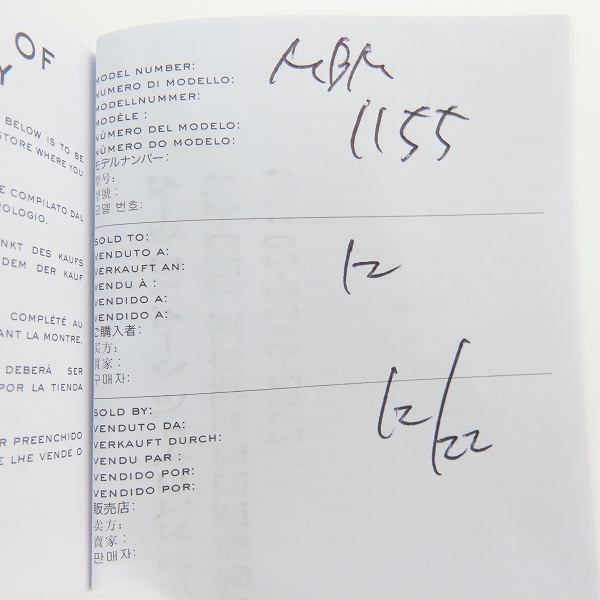 OF
Y
BELOW IS TO BE
STORE WHERE YOU
E COMPILATO DAL
ROLOGIO.
NKT DES KAUFS
DEM DER KAUF
COMPLÉTÉ AU
ANT LA MONTRE,
DEBERÁ SER
POR LA TIENDA
R PREENCHIDO
E LHE VENDE O
MODEL NUMBER:
NUMERO DI MODELLO:
MODELLNUMMER:
MODÈLE :
NÚMERO DEL MODELO:
NÚMERO DO MODELO:
モデルナンバー:
型号:
型號:
모델 번호:
MBM
1155
SOLD TO:
VENDUTO A:
VERKAUFT AN:
VENDU À :
VENDIDO A:
VENDIDO A:
ご購入者:
买方:
買家:
구매자:
12
SOLD BY:
VENDUTO DA:
VERKAUFT DURCH:
VENDU PAR :
VENDIDO POR:
VENDIDO POR:
販売店:
卖方:
賣家:
판매자:
12/22